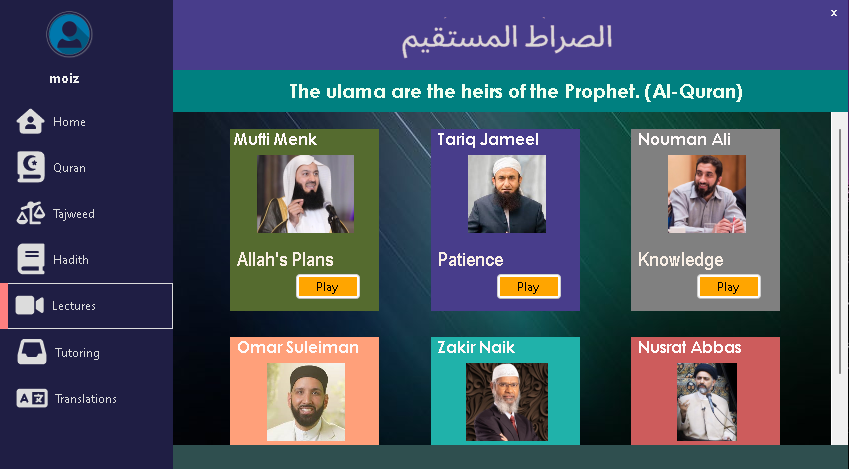 x
الصراط المستقيم
moiz
The ulama are the heirs of the Prophet. (Al-Quran)
Home
Quran
Tajweed
Hadith
Lectures
Tutoring
Translations
Mufti Menk
Allah's Plans
Play
Tariq Jameel
Patience
Play
Nouman Ali
Knowledge
Play
Omar Suleiman
Zakir Naik
Nusrat Abbas